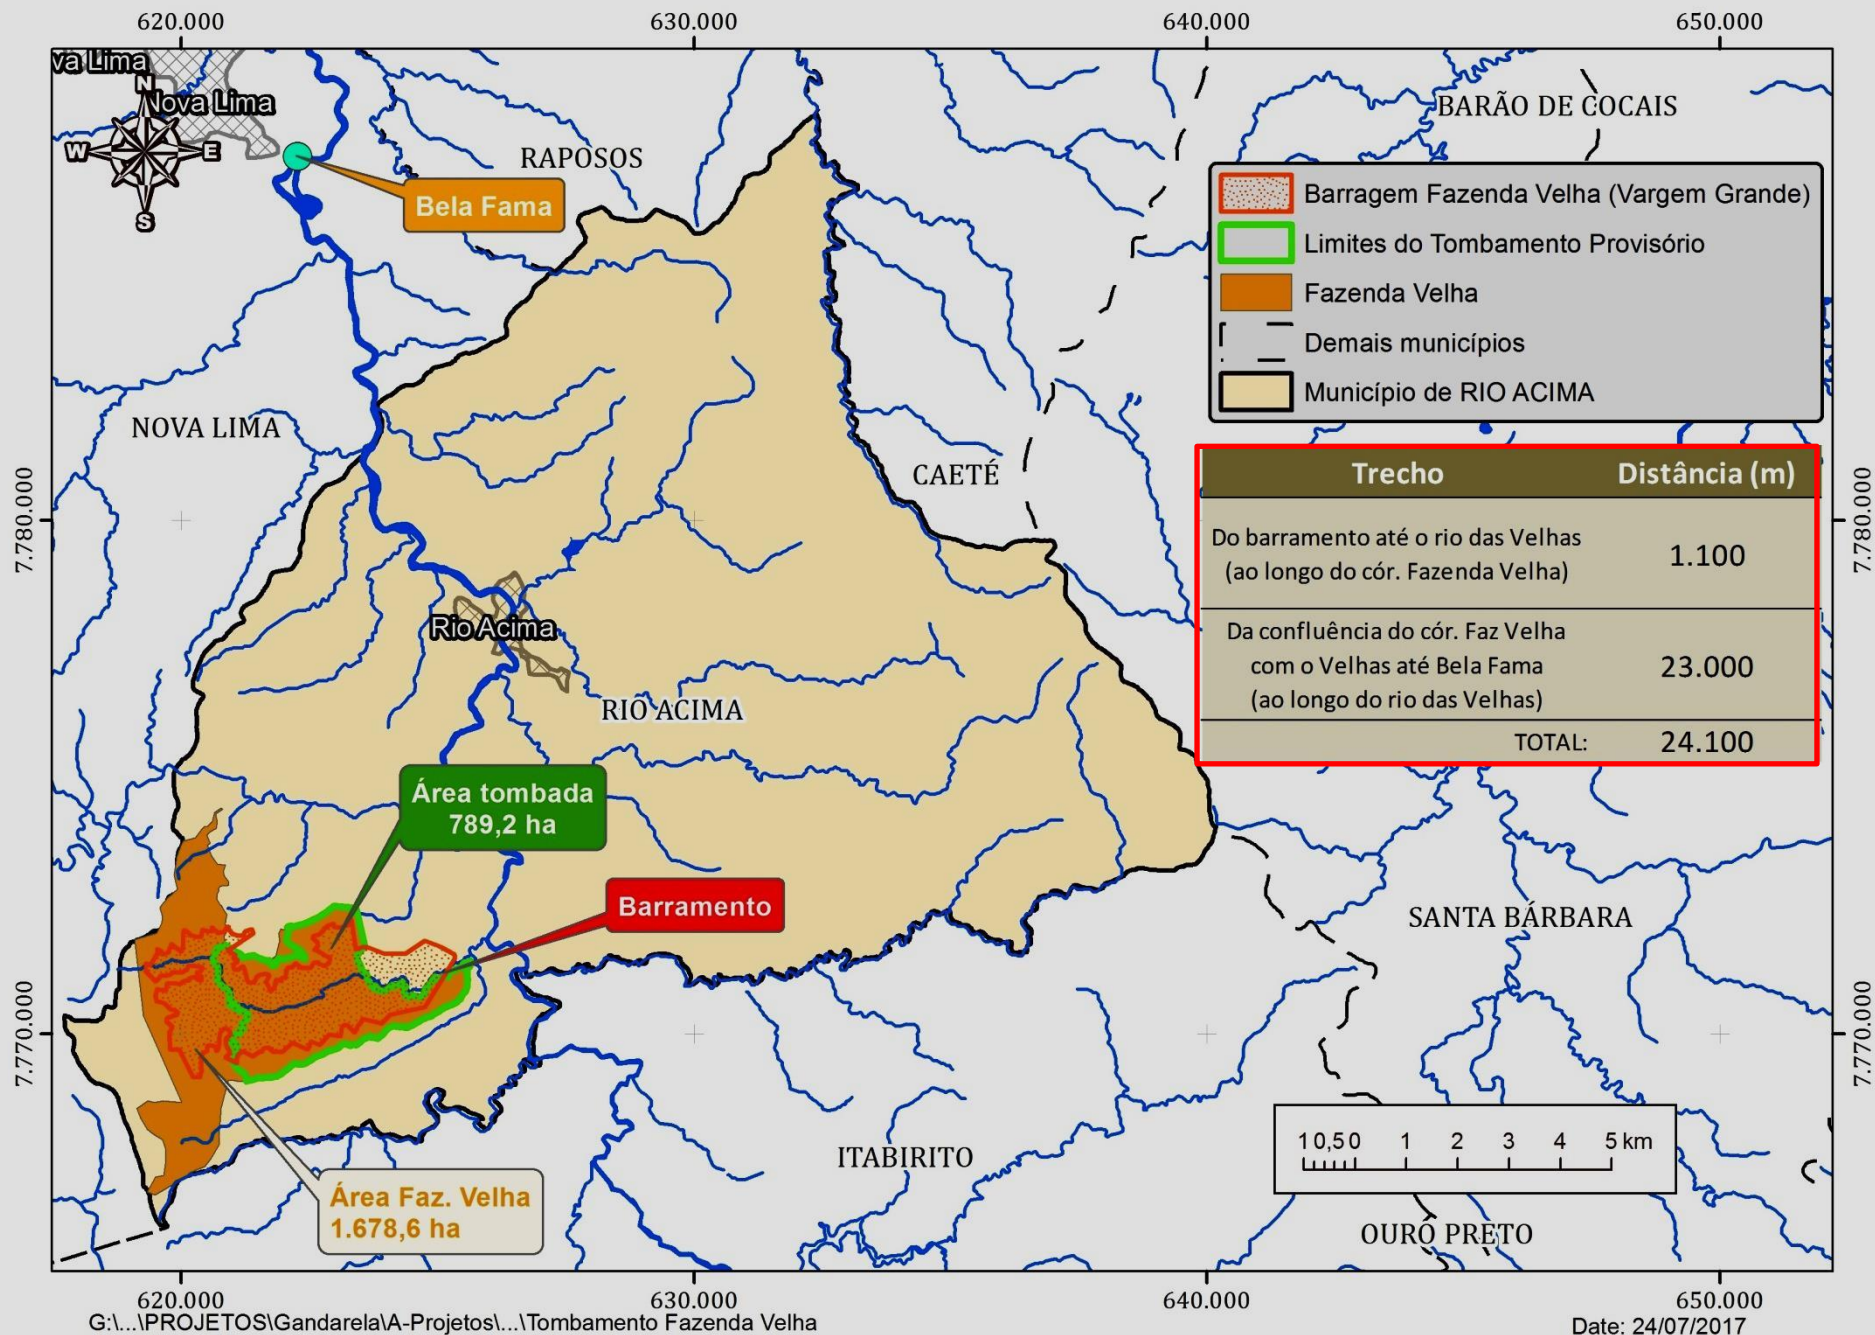 620.000
630.000
640.000
650.000
va Lima
Nova Lima
N
W
E
S
RAPOSOS
BARÃO DE COCAIS
Bela Fama
Barragem Fazenda Velha (Vargem Grande)
Limites do Tombamento Provisório
Fazenda Velha
Demais municípios
Município de RIO ACIMA
NOVA LIMA
CAETÉ
Trecho Distância (m)
Do barramento até o rio das Velhas
(ao longo do cór. Fazenda Velha)
1.100
Da confluência do cór. Faz Velha
com o Velhas até Bela Fama
(ao longo do rio das Velhas)
23.000
TOTAL: 24.100
7.780.000
7.780.000
Rio Acima
RIO ACIMA
Área tombada
789,2 ha
Barramento
SANTA BÁRBARA
7.770.000
7.770.000
ITABIRITO
1 0,5 0 1 2 3 4 5 km
Área Faz. Velha
1.678,6 ha
OURO PRETO
620.000
630.000
640.000
650.000
G:\...\PROJETOS\Gandarela\A-Projetos\...\Tombamento Fazenda Velha
Date: 24/07/2017